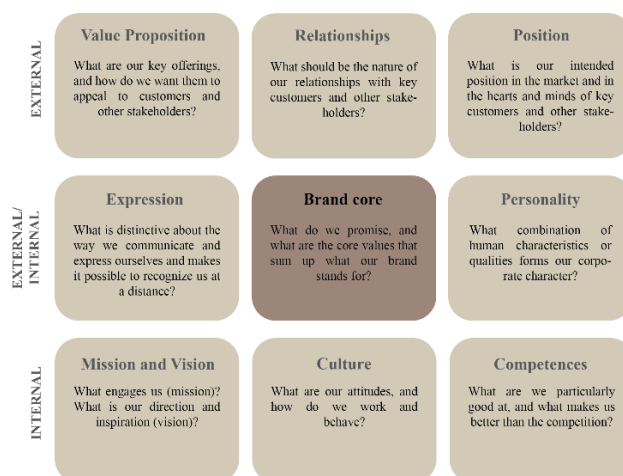 EXTERNAL
Value Proposition
What are our key offerings,
and how do we want them to
appeal to customers and
other stakeholders?
Relationships
What should be the nature of
our relationships with key
customers and other stake-
holders?
Position
What is our intended
position in the market and in
the hearts and minds of key
customers and other stake-
holders?
EXTERNAL/
INTERNAL
Expression
What is distinctive about the
way we communicate and
express ourselves and makes
it possible to recognize us at
a distance?
Brand core
What do we promise, and
what are the core values that
sum up what our brand
stands for?
Personality
What combination of
human characteristics or
qualities forms our corpo-
rate character?
INTERNAL
Mission and Vision
What engages us (mission)?
What is our direction and
inspiration (vision)?
Culture
What are our attitudes, and
how do we work and
behave?
Competences
What are we particularly
good at, and what makes us
better than the competition?